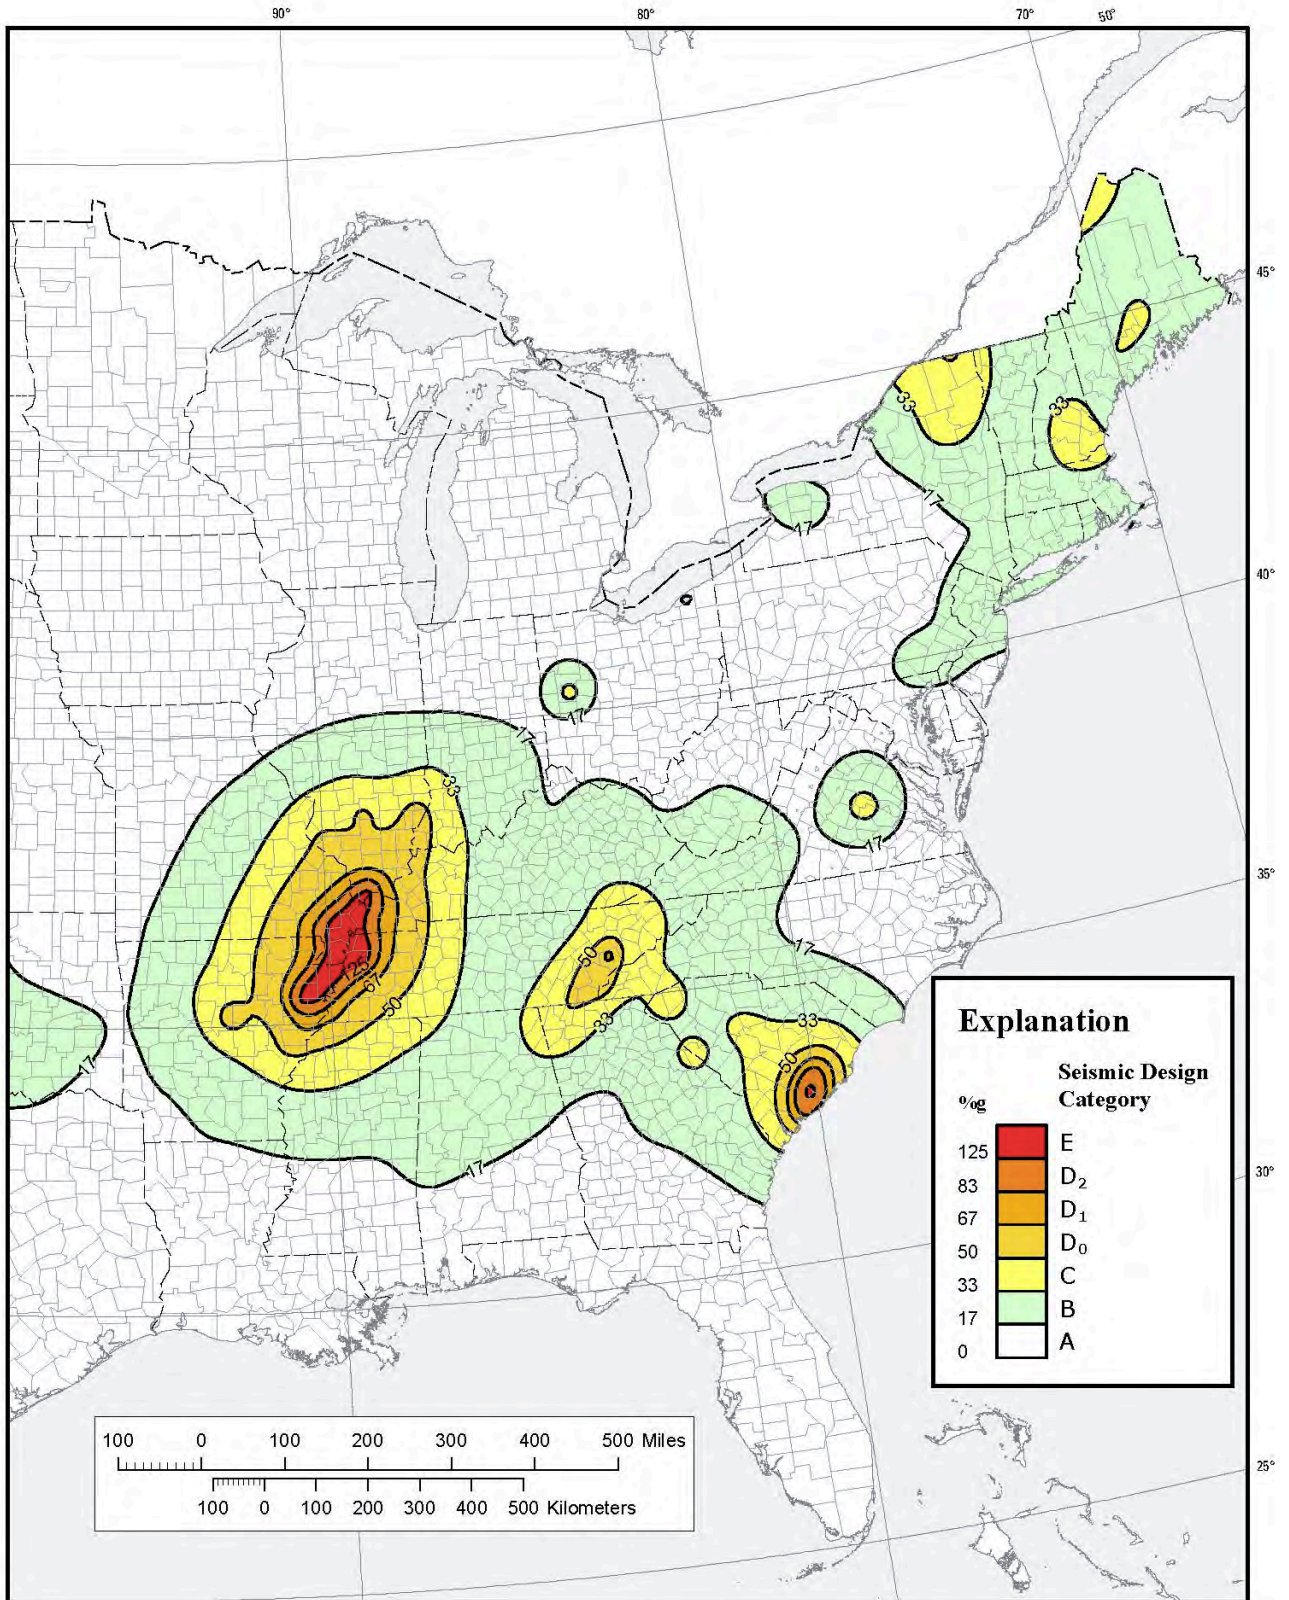 90° 80° 70° 50°
45°
33
33
17
17
40°
17
17
33
17
35°
50
17
125
67
50
33
33
50
17
17
30°
25°
Explanation
%g
Seismic Design
Category
125 E
83 D₂
67 D₁
50 D₀
33 C
17 B
0 A
100 0 100 200 300 400 500 Miles
100 0 100 200 300 400 500 Kilometers